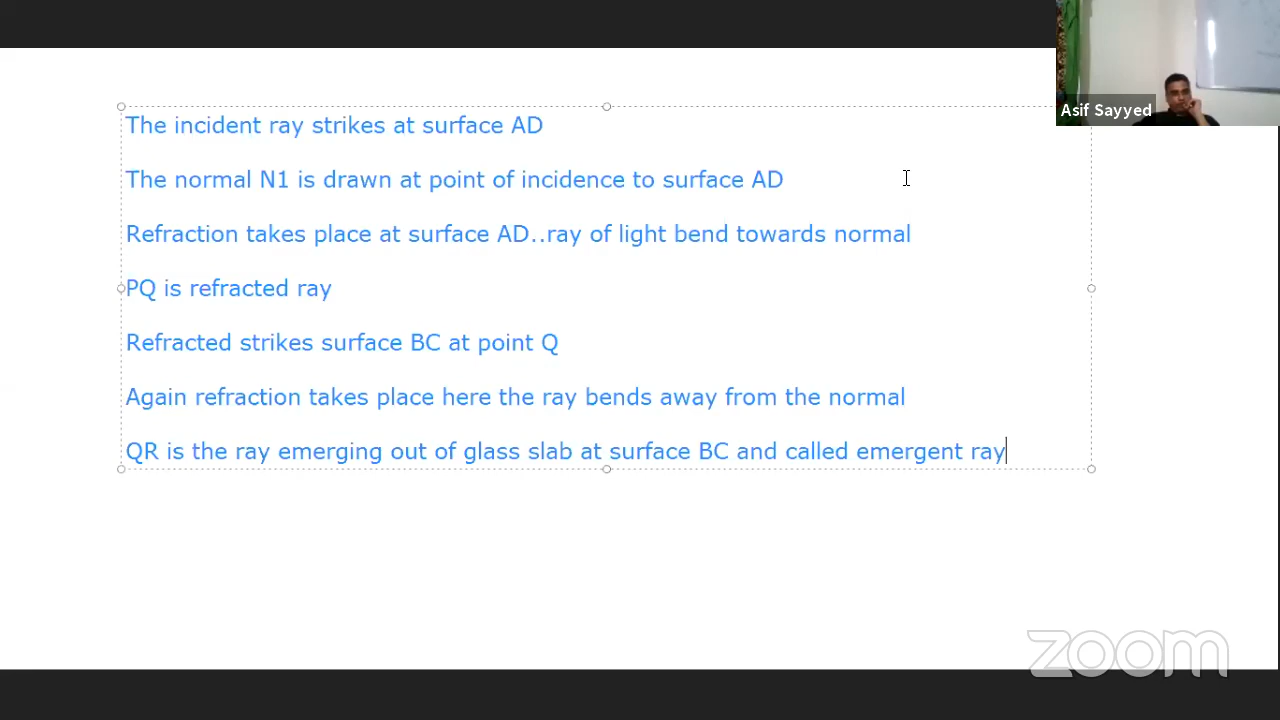 Asif Sayyed
The incident ray strikes at surface AD
The normal N1 is drawn at point of incidence to surface AD
Refraction takes place at surface AD..ray of light bend towards normal
PQ is refracted ray
Refracted strikes surface BC at point Q
Again refraction takes place here the ray bends away from the normal
QR is the ray emerging out of glass slab at surface BC and called emergent ray
zoom